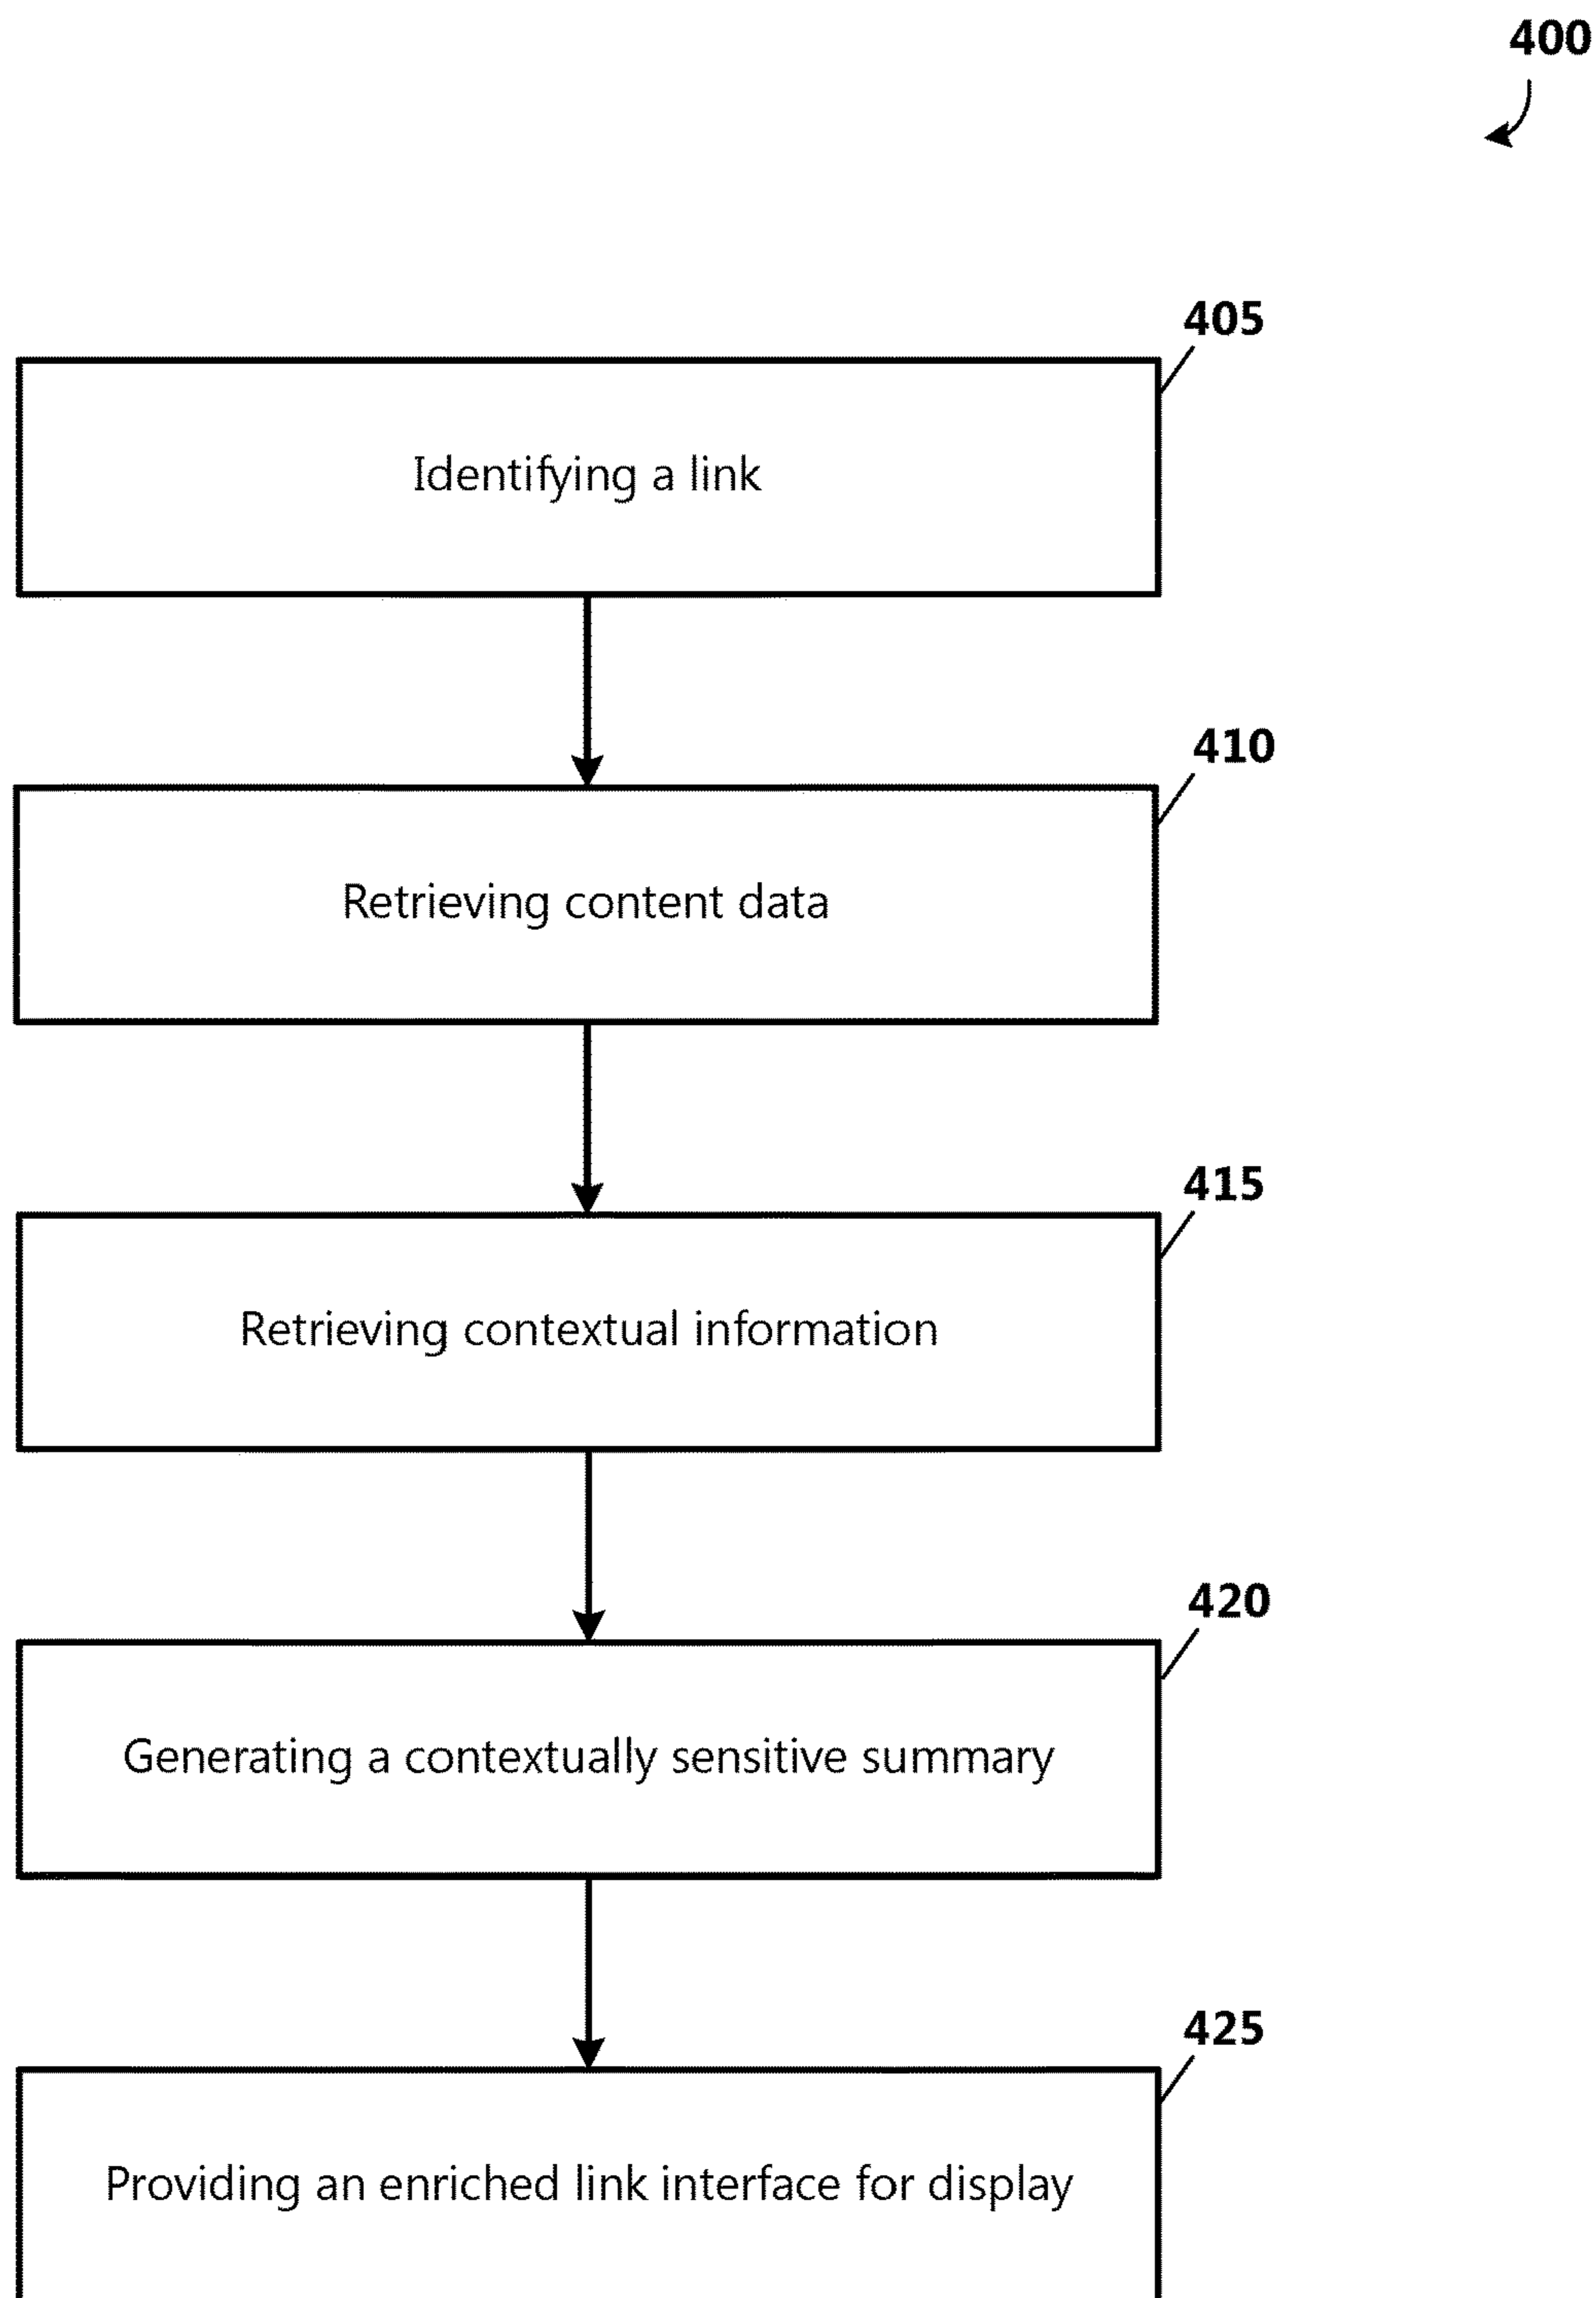 400
405
Identifying a link
410
Retrieving content data
415
Retrieving contextual information
420
Generating a contextually sensitive summary
425
Providing an enriched link interface for display